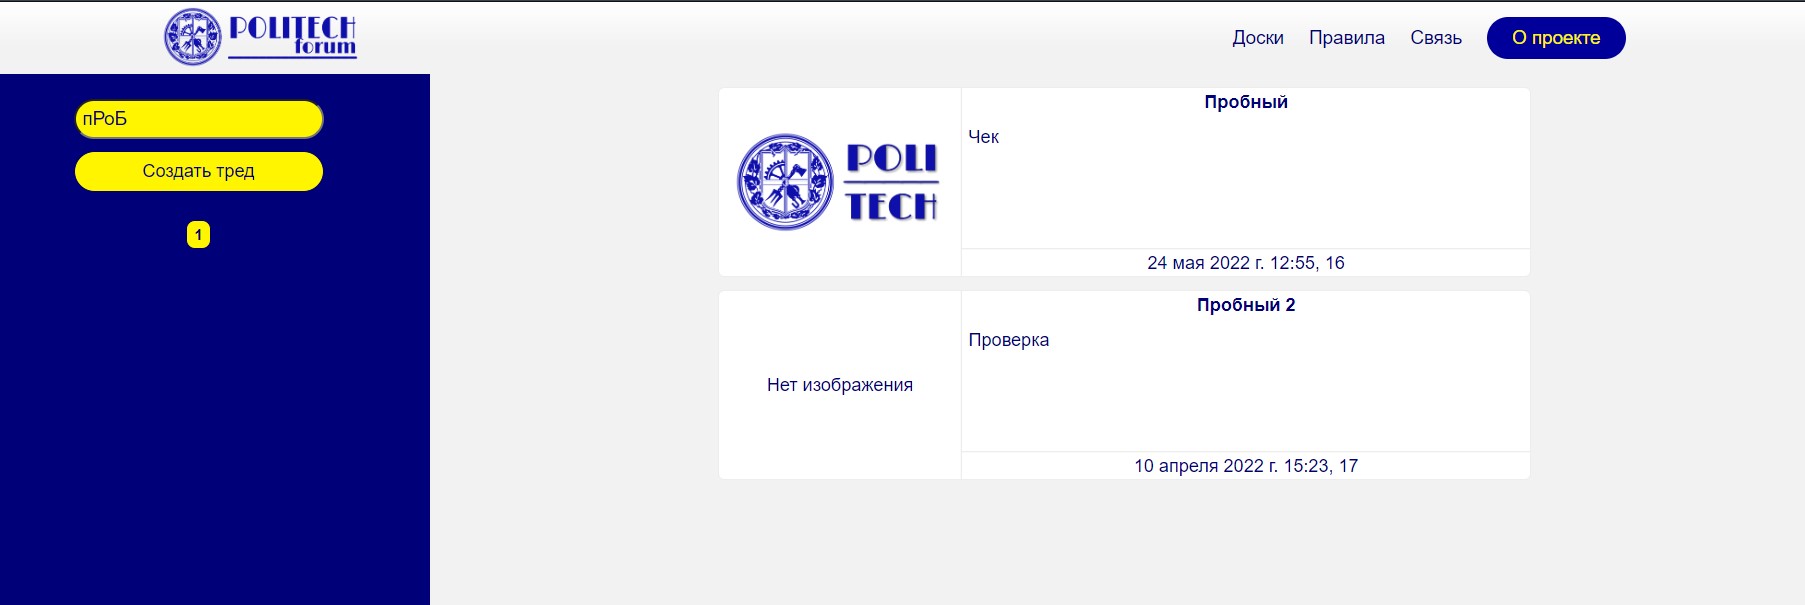 POLITECH
forum
Доски
Правила
Связь
О проекте
пРоБ
Создать тред
1
POLI
TECH
Пробный
Чек
24 мая 2022 г. 12:55, 16
Нет изображения
Пробный 2
Проверка
10 апреля 2022 г. 15:23, 17